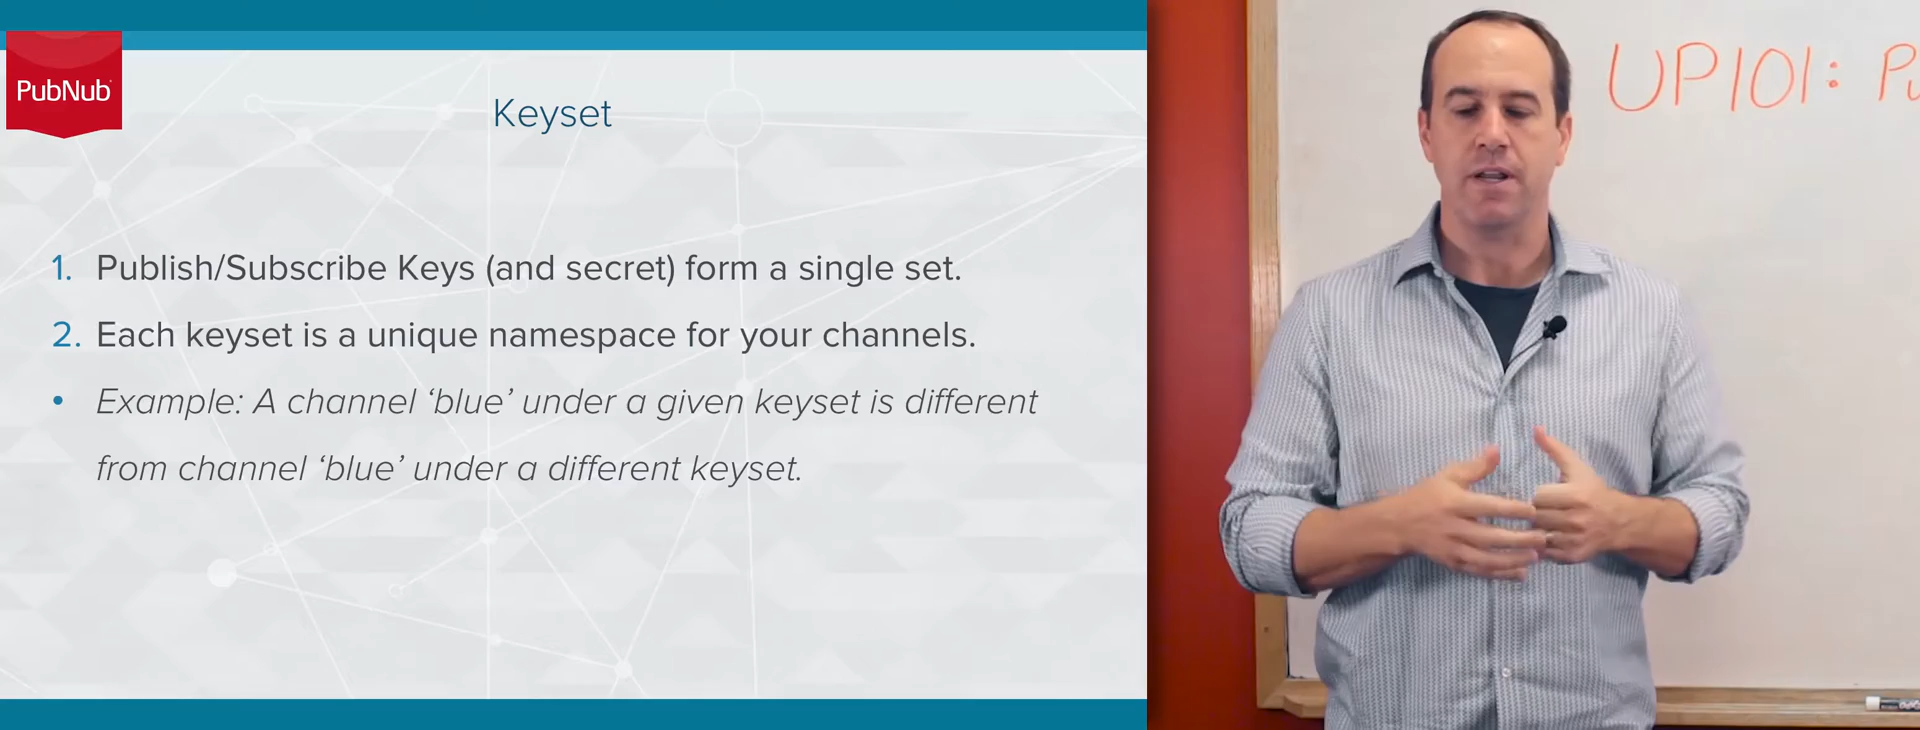 PubNub
Keyset
1. Publish/Subscribe Keys (and secret) form a single set.
2. Each keyset is a unique namespace for your channels.
• Example: A channel ‘blue’ under a given keyset is different
from channel ‘blue’ under a different keyset.
UP101: